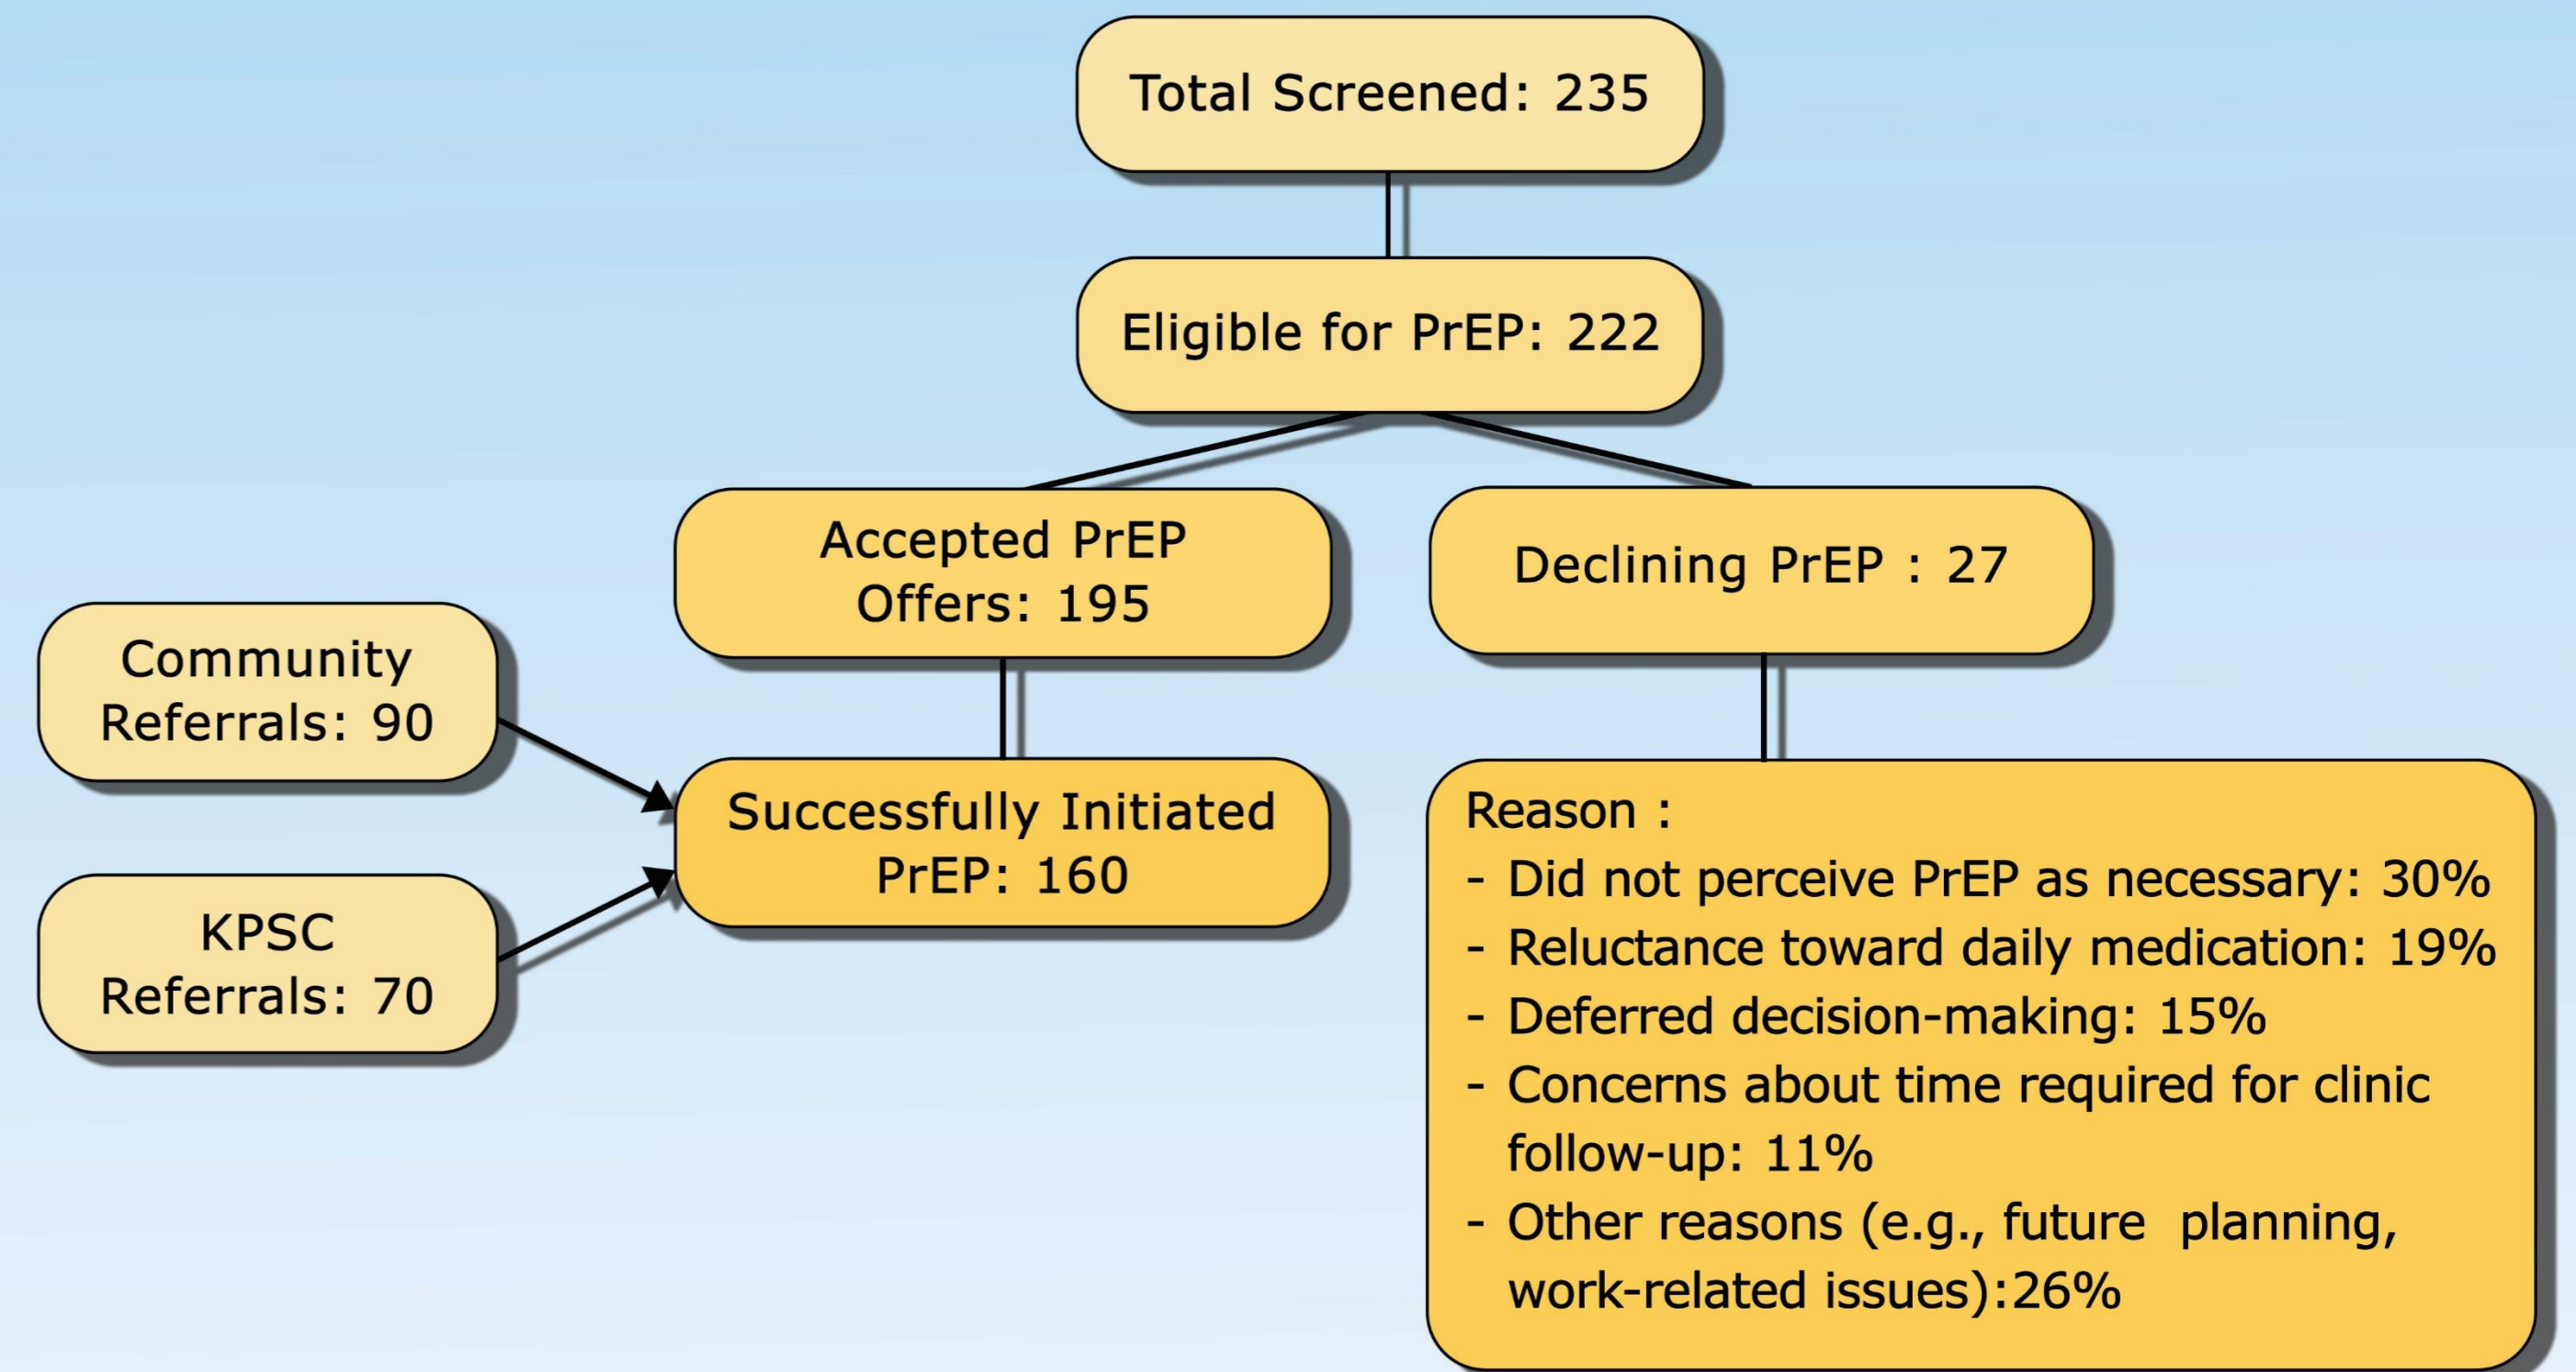 Total Screened: 235
Eligible for PrEP: 222
Accepted PrEP
Offers: 195
Declining PrEP : 27
Community
Referrals: 90
KPSC
Referrals: 70
Successfully Initiated
PrEP: 160
Reason :
- Did not perceive PrEP as necessary: 30%
- Reluctance toward daily medication: 19%
- Deferred decision-making: 15%
- Concerns about time required for clinic
follow-up: 11%
- Other reasons (e.g., future  planning,
work-related issues):26%